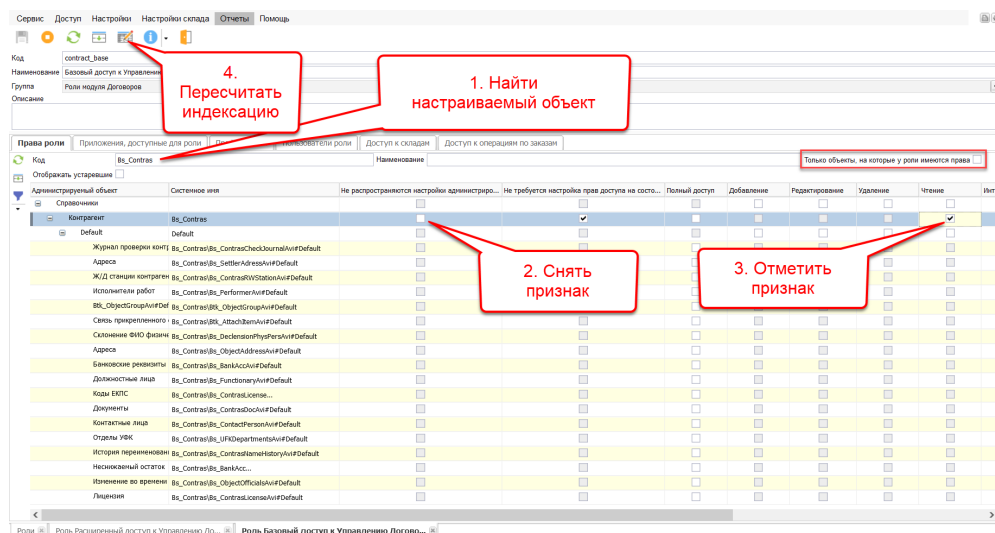 Сервис Доступ Настройки Настройки склада Отчеты Помощь
Код contract_base
Наименование Базовый доступ к Управлению
Группа Роли модуля Договоров
Описание
4.
Пересчитать
индексацию
1. Найти
настраиваемый объект
Права роли Приложения, доступные для роли Пользователи роли Доступ к складам Доступ к операциям по заказам
Код Bs_Contras Наименование Только объекты, на которые у роли имеются права
Отображать устаревшие
Администрируемый объект Системное имя Не распространяются настройки администриро... Не требуется настройка прав доступа на состо... Полный доступ Добавление Редактирование Удаление Чтение Инт
Справочники
Контрагент Bs_Contras
Default Default
Журнал проверки контр Bs_Contras\Bs_ContrasCheckJournalAvi#Default
Адреса Bs_Contras\Bs_SettlerAdressAvi#Default
Ж/Д станции контраген Bs_Contras\Bs_ContrasRWStationAvi#Default
Исполнители работ Bs_Contras\Bs_PerformerAvi#Default
Btk_ObjectGroupAvi#Def Bs_Contras\Btk_ObjectGroupAvi#Default
Связь прикрепленного Bs_Contras\Btk_AttachItemAvi#Default
Склонение ФИО физиче Bs_Contras\Bs_DeclensionPhysPersAvi#Default
Адреса Bs_Contras\Bs_ObjectAddressAvi#Default
Банковские реквизиты Bs_Contras\Bs_BankAccAvi#Default
Должностные лица Bs_Contras\Bs_FunctionaryAvi#Default
Коды ЕКПС Bs_Contras\Bs_ContrasLicense...
Документы Bs_Contras\Bs_ContrasDocAvi#Default
Контактные лица Bs_Contras\Bs_ContactPersonAvi#Default
Отделы УФК Bs_Contras\Bs_UFKDepartmentsAvi#Default
История переименован Bs_Contras\Bs_ContrasNameHistoryAvi#Default
Неснижаемый остаток Bs_Contras\Bs_BankAcc...
Изменение во времени Bs_Contras\Bs_ObjectOfficialsAvi#Default
Лицензия Bs_Contras\Bs_ContrasLicenseAvi#Default
2. Снять
признак
3. Отметить
признак
Роли Роль Расширенный доступ к Управлению До... Роль Базовый доступ к Управлению Догово...